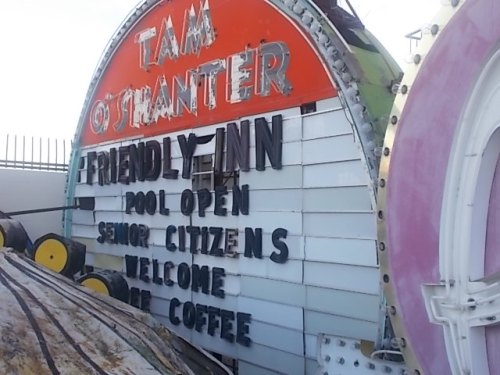 TAM
O'SHANTER
FRIENDLY INN
POOL OPEN
SENIOR CITIZENS
WELCOME
COFFEE